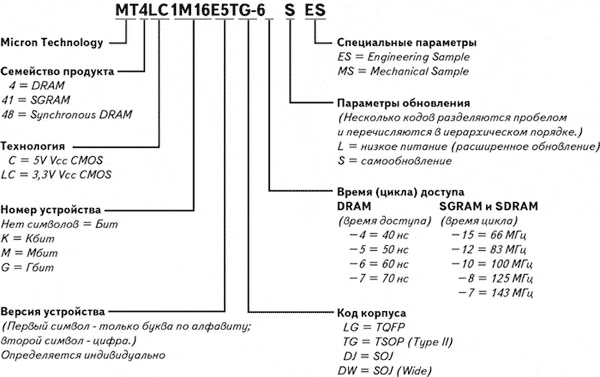 MT4LC1M16E5TG-6 S ES
Micron Technology
Семейство продукта
4 = DRAM
41 = SGRAM
48 = Synchronous DRAM
Технология
C = 5V Vcc CMOS
LC = 3,3V Vcc CMOS
Номер устройства
Нет символов = Бит
K = Кбит
M = Мбит
G = Гбит
Версия устройства
(Первый символ - только буква по алфавиту;
второй символ - цифра.)
Определяется индивидуально
Специальные параметры
ES = Engineering Sample
MS = Mechanical Sample
Параметры обновления
(Несколько кодов разделяются пробелом
и перечисляются в иерархическом порядке.)
L = низкое питание (расширенное обновление)
S = самообновление
Время (цикла) доступа
DRAM
(время доступа)
−4 = 40 нс
−5 = 50 нс
−6 = 60 нс
−7 = 70 нс
SGRAM и SDRAM
(время цикла)
−15 = 66 МГц
−12 = 83 МГц
−10 = 100 МГц
−8 = 125 МГц
−7 = 143 МГц
Код корпуса
LG = TQFP
TG = TSOP (Type II)
DJ = SOJ
DW = SOJ (Wide)